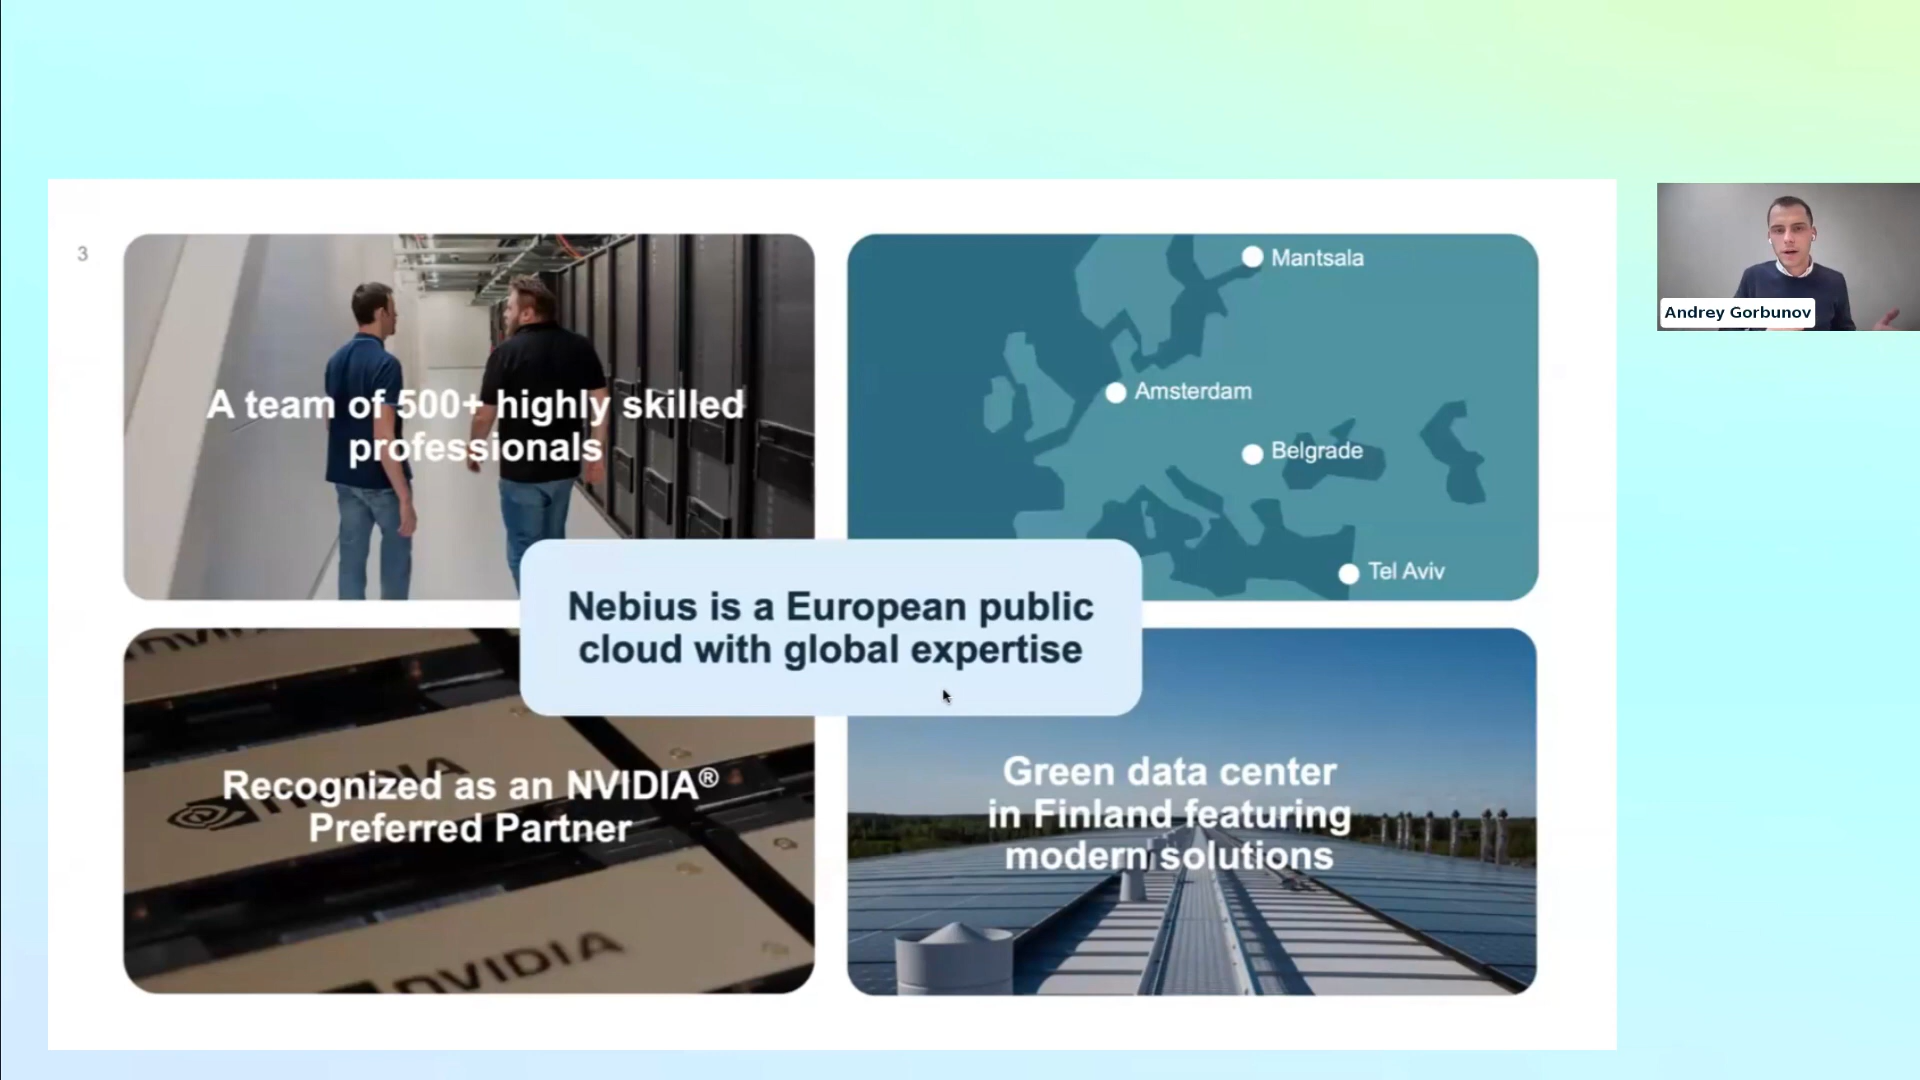 3
A team of 500+ highly skilled
professionals
Mantsala
Amsterdam
Belgrade
Tel Aviv
Nebius is a European public
cloud with global expertise
Recognized as an NVIDIA®
Preferred Partner
nVIDIA
Green data center
in Finland featuring
modern solutions
Andrey Gorbunov